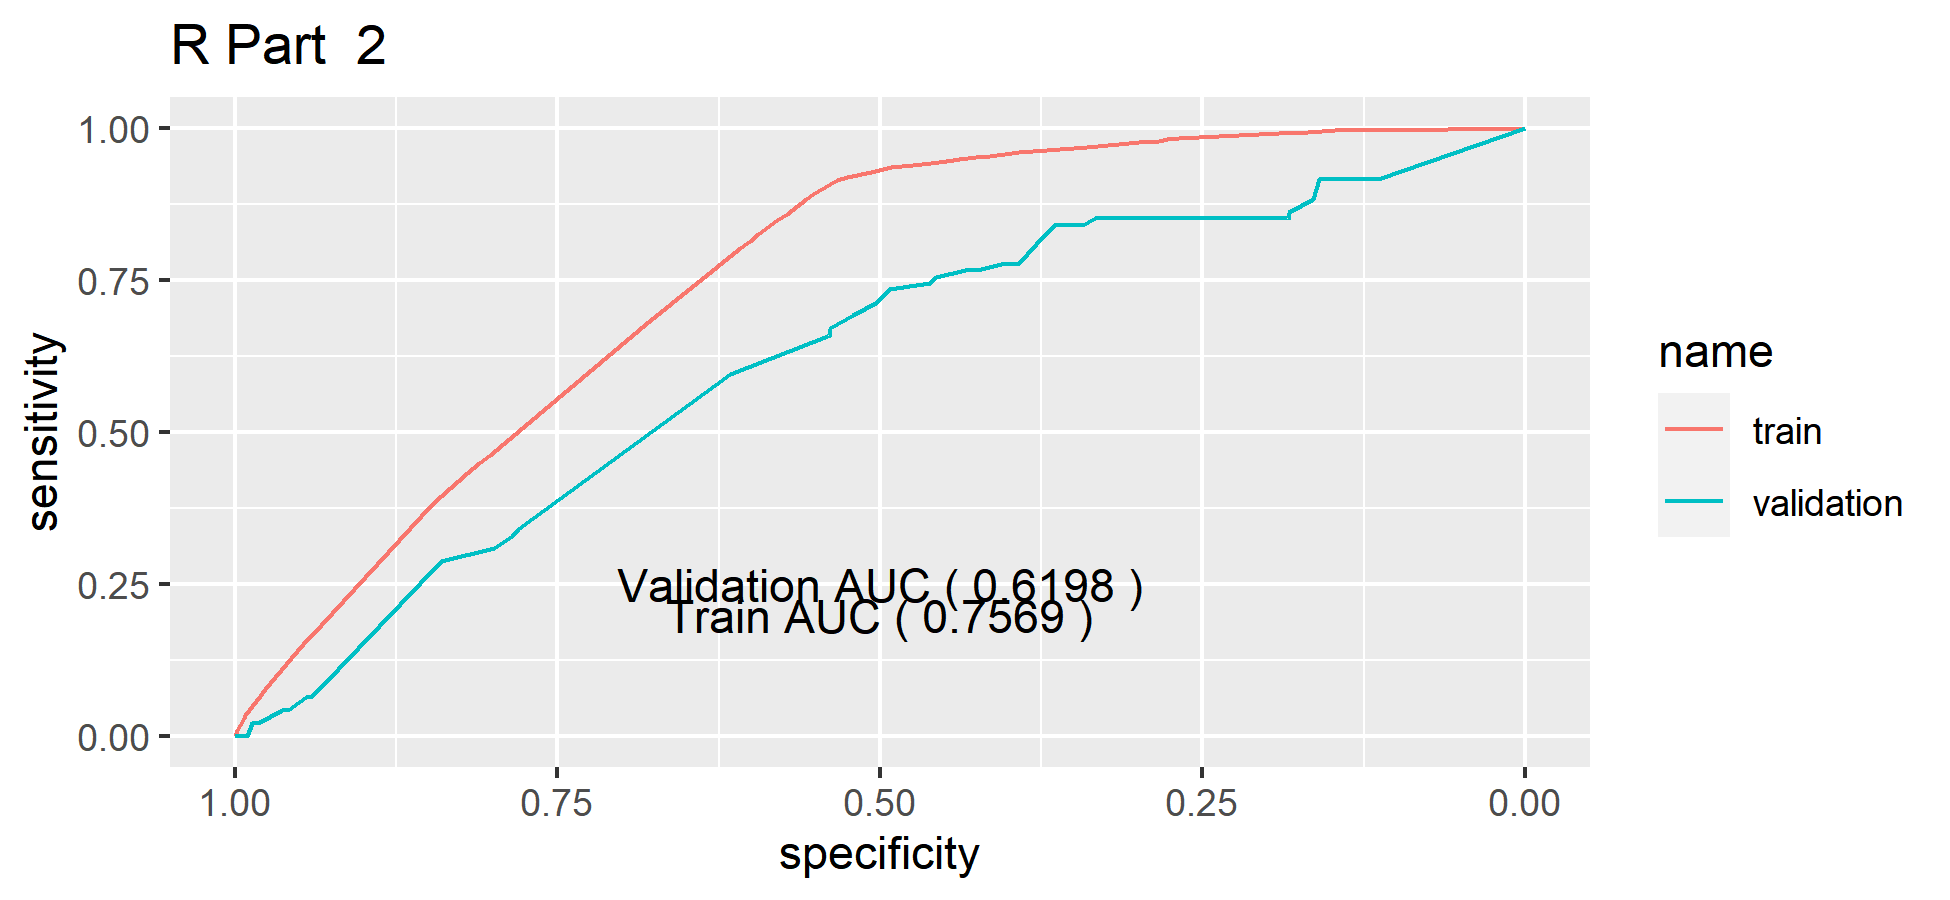 R Part  2
sensitivity
1.00
0.75
0.50
0.25
0.00
Validation AUC ( 0.6198 )
Train AUC ( 0.7569 )
1.00
0.75
0.50
0.25
0.00
specificity
name
train
validation